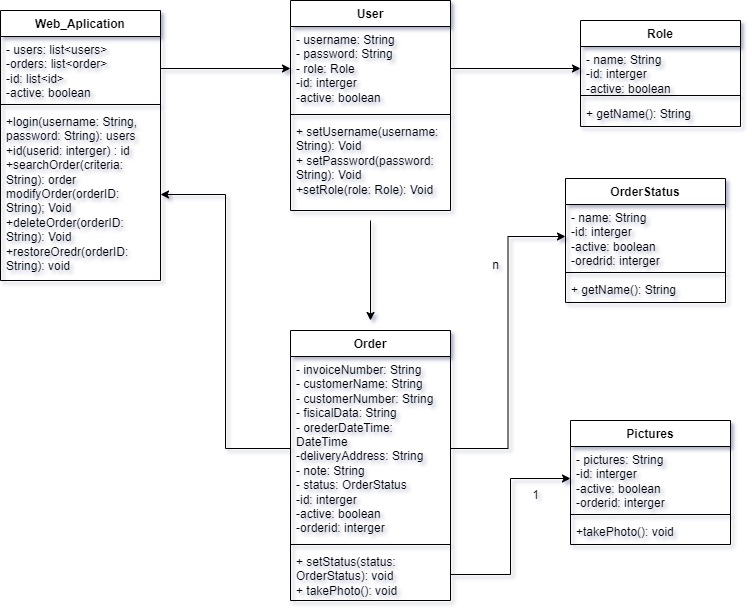 Web_Aplication
- users: list<users>
-orders: list<order>
-id: list<id>
-active: boolean
+login(username: String,
password: String): users
+id(userid: interger) : id
+searchOrder(criteria:
String): order
modifyOrder(orderID:
String); Void
+deleteOrder(orderID:
String): Void
+restoreOredr(orderID:
String): void
User
- username: String
- password: String
- role: Role
-id: interger
-active: boolean
+ setUsername(username:
String): Void
+ setPassword(password:
String): Void
+setRole(role: Role): Void
Role
- name: String
-id: interger
-active: boolean
+ getName(): String
OrderStatus
- name: String
-id: interger
-active: boolean
-oredrid: interger
+ getName(): String
n
Order
- invoiceNumber: String
- customerName: String
- customerNumber: String
- fisicalData: String
- orederDateTime:
DateTime
-deliveryAddress: String
- note: String
- status: OrderStatus
-id: interger
-active: boolean
-orderid: interger
+ setStatus(status:
OrderStatus): void
+ takePhoto(): void
1
Pictures
- pictures: String
-id: interger
-active: boolean
-orderid: interger
+takePhoto(): void